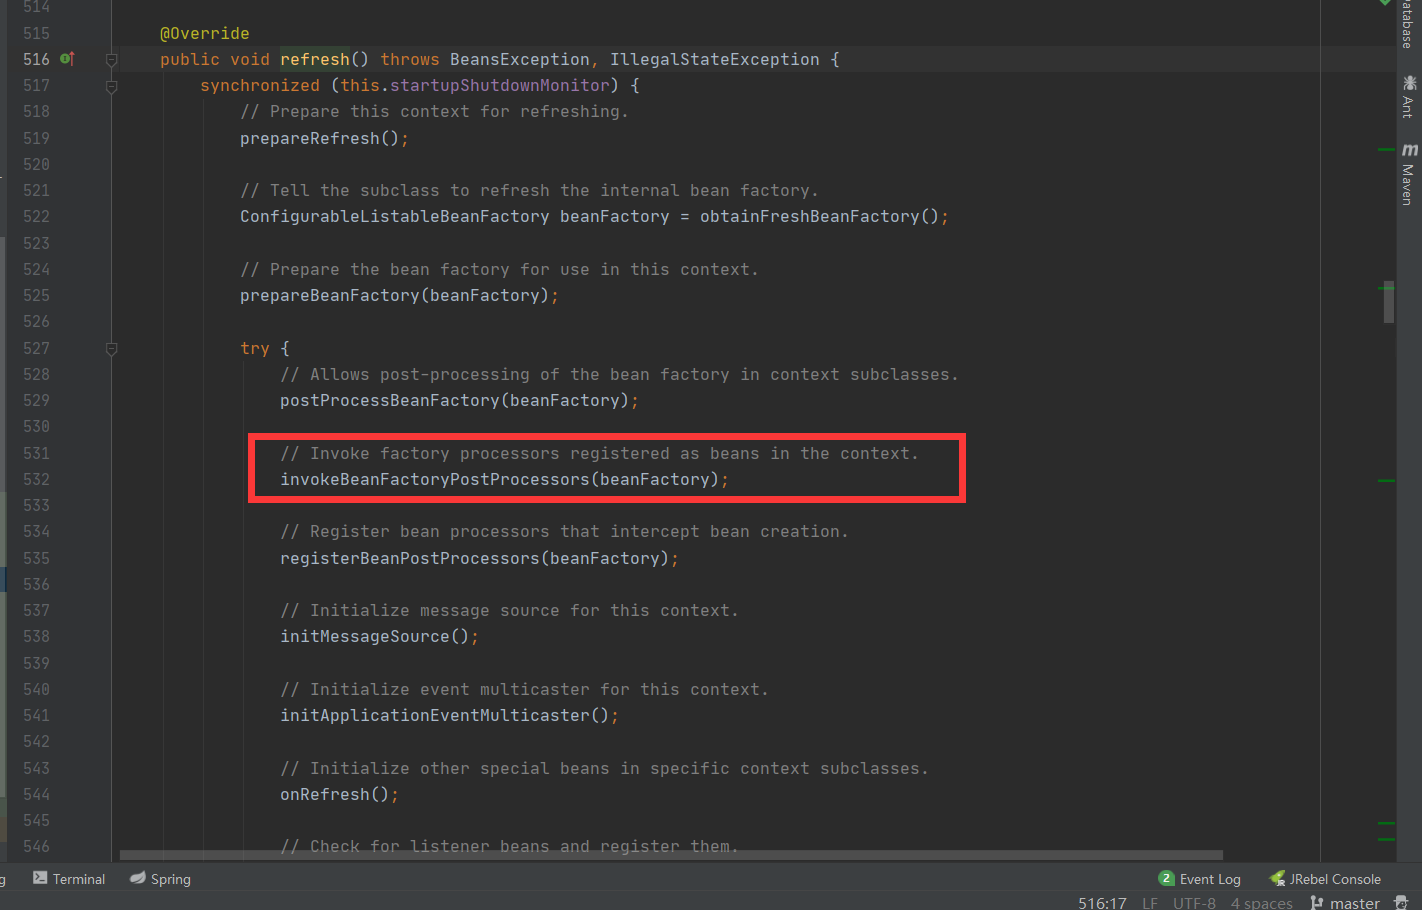 514
515 @Override
516 public void refresh() throws BeansException, IllegalStateException {
517 synchronized (this.startupShutdownMonitor) {
518 // Prepare this context for refreshing.
519 prepareRefresh();
520
521 // Tell the subclass to refresh the internal bean factory.
522 ConfigurableListableBeanFactory beanFactory = obtainFreshBeanFactory();
523
524 // Prepare the bean factory for use in this context.
525 prepareBeanFactory(beanFactory);
526
527 try {
528 // Allows post-processing of the bean factory in context subclasses.
529 postProcessBeanFactory(beanFactory);
530
531 // Invoke factory processors registered as beans in the context.
532 invokeBeanFactoryPostProcessors(beanFactory);
533
534 // Register bean processors that intercept bean creation.
535 registerBeanPostProcessors(beanFactory);
536
537 // Initialize message source for this context.
538 initMessageSource();
539
540 // Initialize event multicaster for this context.
541 initApplicationEventMulticaster();
542
543 // Initialize other special beans in specific context subclasses.
544 onRefresh();
545
546 // Check for listener beans and register them.
Database
Ant
m Maven
g Terminal Spring 2 Event Log JRebel Console
516:17 LF UTF-8 4 spaces master